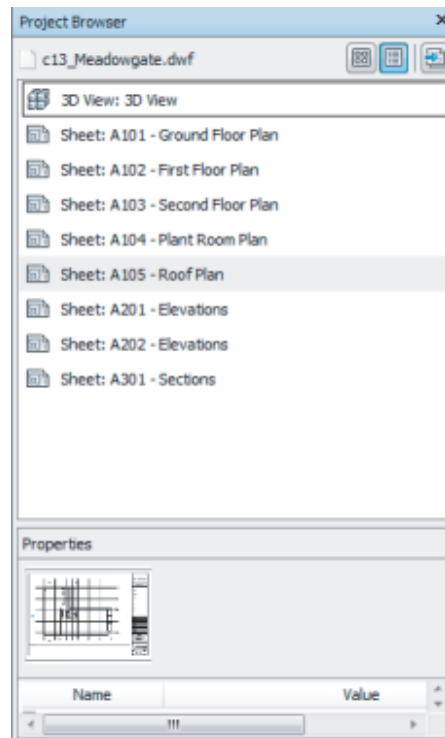 Project Browser
c13_Meadowgate.dwf
3D View: 3D View
Sheet: A101 - Ground Floor Plan
Sheet: A102 - First Floor Plan
Sheet: A103 - Second Floor Plan
Sheet: A104 - Plant Room Plan
Sheet: A105 - Roof Plan
Sheet: A201 - Elevations
Sheet: A202 - Elevations
Sheet: A301 - Sections
Properties
Name Value